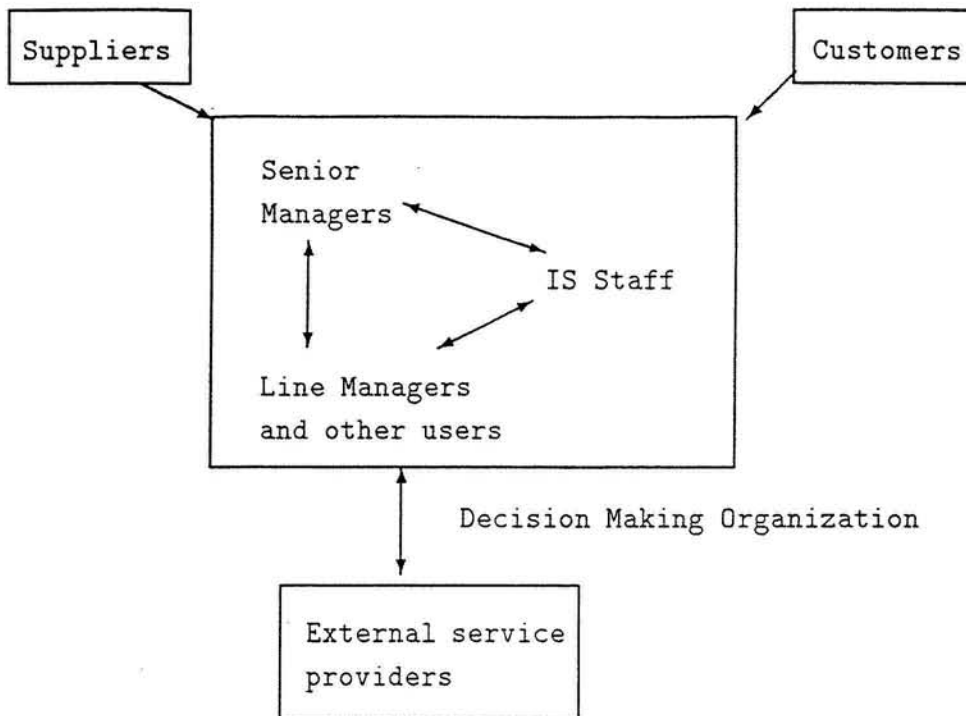 Suppliers
Customers
Senior
Managers
IS Staff
Line Managers
and other users
Decision Making Organization
External service
providers